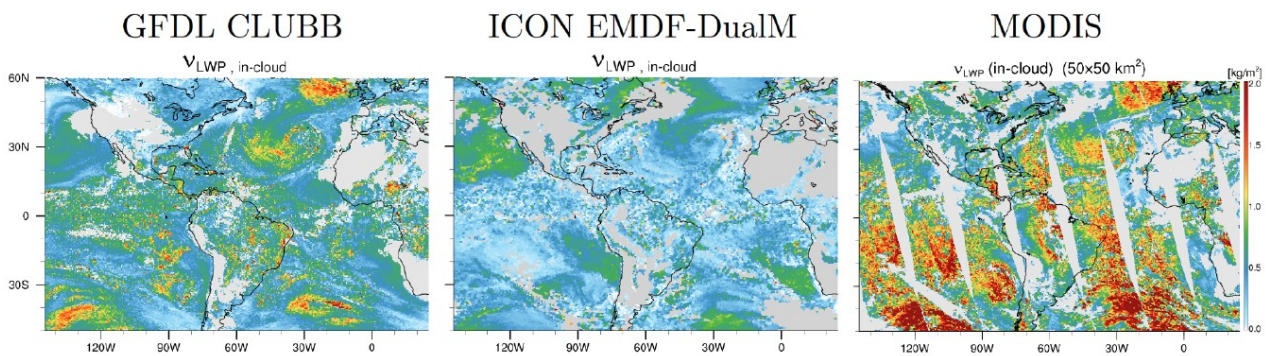 GFDL CLUBB
ICON EMDF-DualM
MODIS
νLWP , in-cloud
νLWP , in-cloud
νLWP (in-cloud) (50×50 km²)
[kg/m²]
60N
30N
0
30S
120W 90W 60W 30W 0
120W 90W 60W 30W 0
120W 90W 60W 30W 0
2.0
1.5
1.0
0.5
0.0